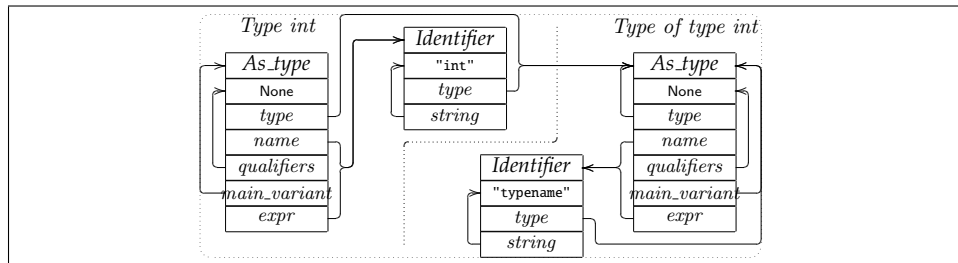 Type int
Type of type int
As_type
None
type
name
qualifiers
main_variant
expr
Identifier
"int"
type
string
Identifier
"typename"
type
string
As_type
None
type
name
qualifiers
main_variant
expr